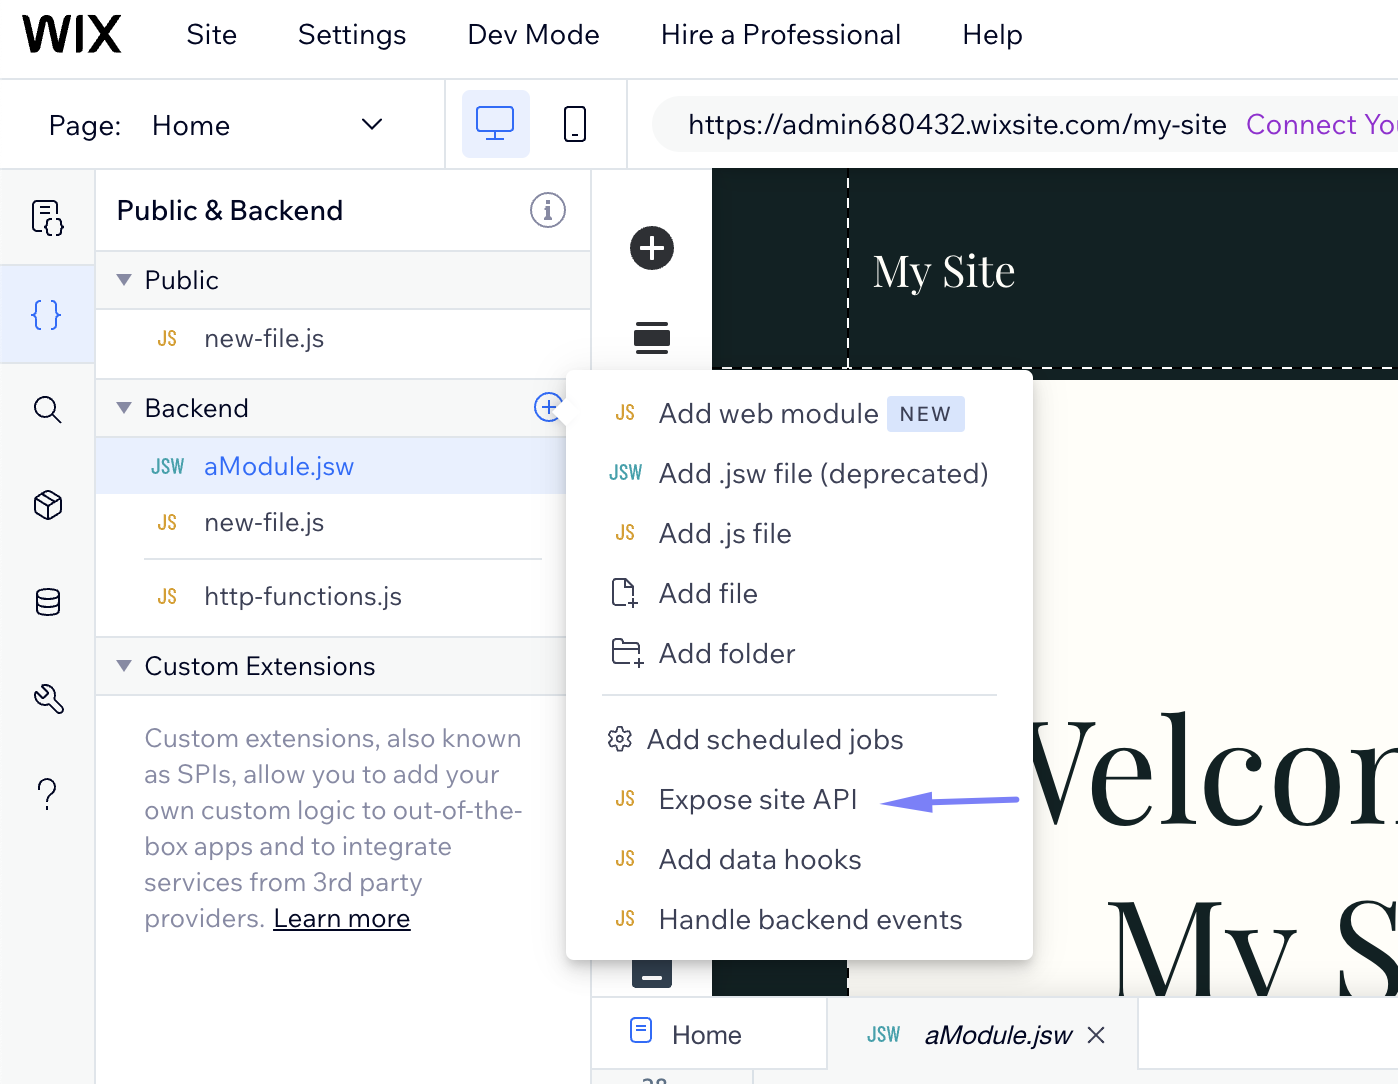 WIX Site Settings Dev Mode Hire a Professional Help
Page: Home https://admin680432.wixsite.com/my-site Connect
Public & Backend
Public
JS new-file.js
Backend
JSW aModule.jsw
JS new-file.js
JS http-functions.js
Custom Extensions
Custom extensions, also known
as SPIs, allow you to add your
own custom logic to out-of-the-
box apps and to integrate
services from 3rd party
providers. Learn more
My Site
JS Add web module NEW
JSW Add .jsw file (deprecated)
JS Add .js file
Add file
Add folder
Add scheduled jobs
JS Expose site API
JS Add data hooks
JS Handle backend events
My
Home JSW aModule.jsw